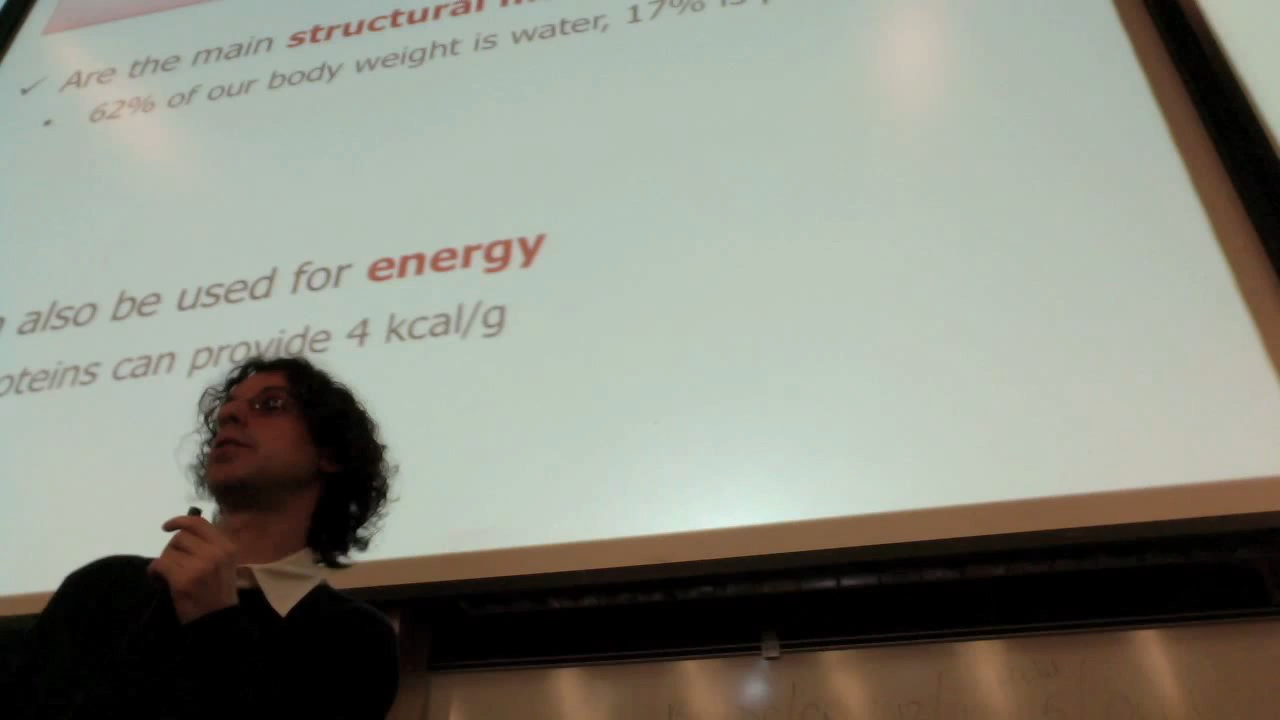 ✓ Are the main structural
• 62% of our body weight is water, 17% is
also be used for energy
oteins can provide 4 kcal/g